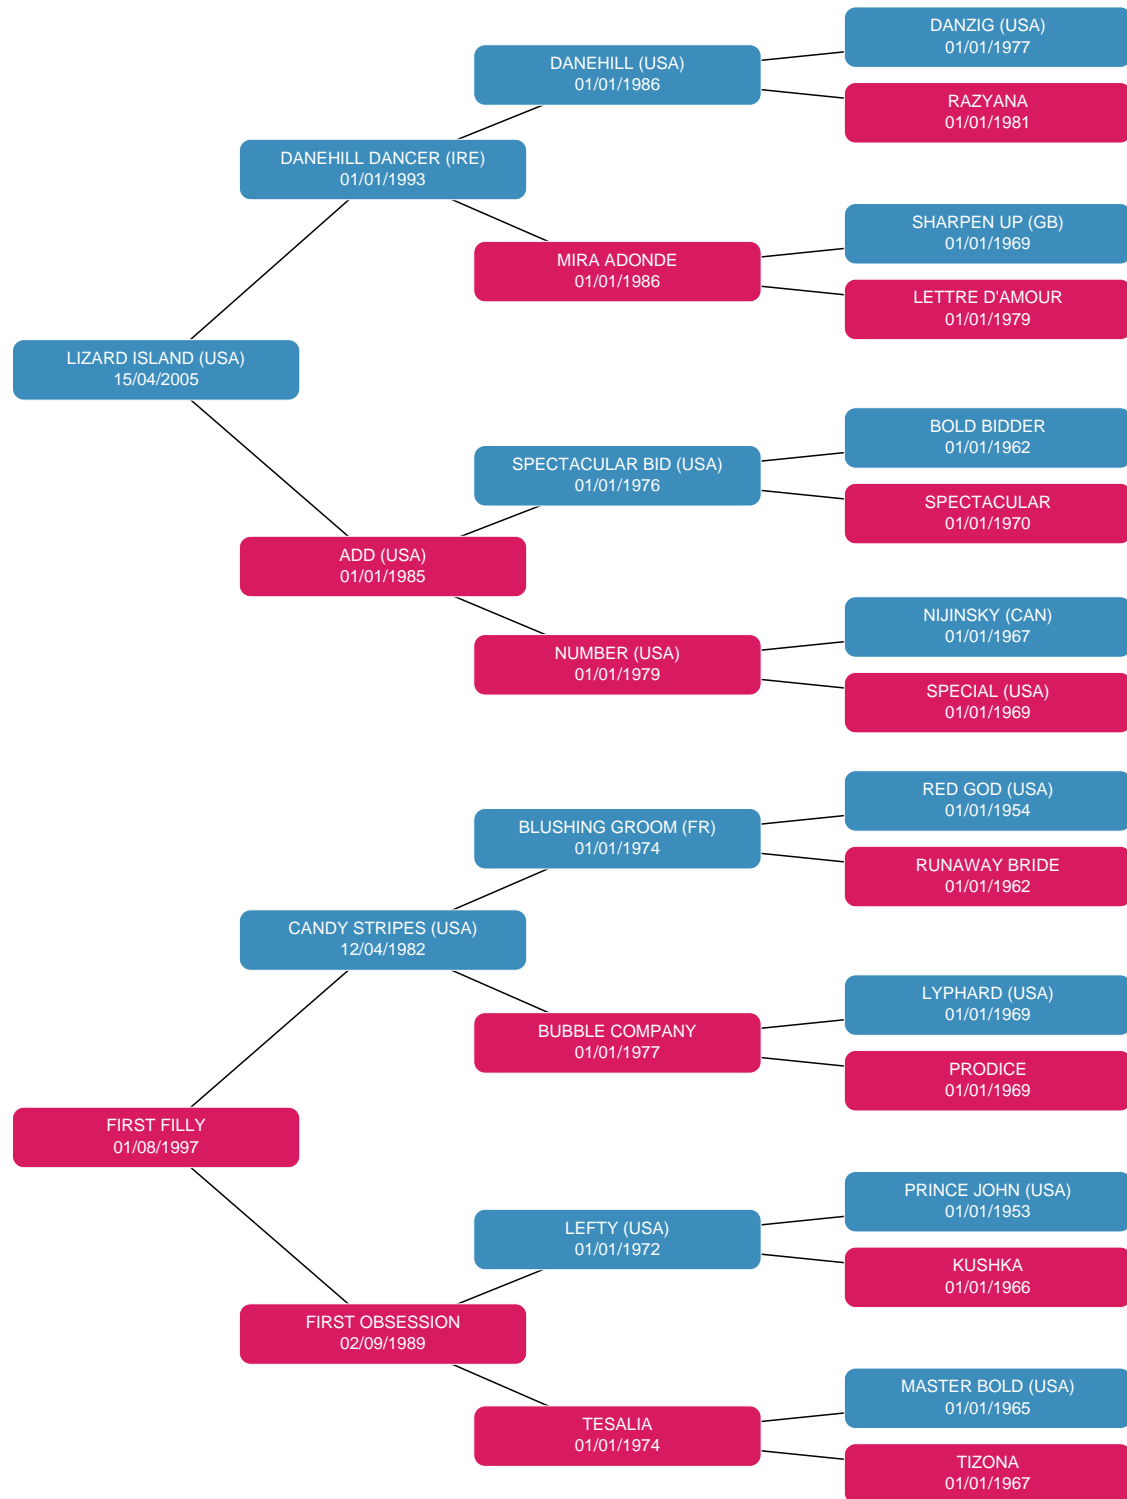 DANZIG (USA)
01/01/1977
DANEHILL (USA)
01/01/1986
RAZYANA
01/01/1981
DANEHILL DANCER (IRE)
01/01/1993
SHARPEN UP (GB)
01/01/1969
MIRA ADONDE
01/01/1986
LETTRE D'AMOUR
01/01/1979
LIZARD ISLAND (USA)
15/04/2005
BOLD BIDDER
01/01/1962
SPECTACULAR BID (USA)
01/01/1976
SPECTACULAR
01/01/1970
ADD (USA)
01/01/1985
NIJINSKY (CAN)
01/01/1967
NUMBER (USA)
01/01/1979
SPECIAL (USA)
01/01/1969
RED GOD (USA)
01/01/1954
BLUSHING GROOM (FR)
01/01/1974
RUNAWAY BRIDE
01/01/1962
CANDY STRIPES (USA)
12/04/1982
LYPHARD (USA)
01/01/1969
BUBBLE COMPANY
01/01/1977
PRODICE
01/01/1969
FIRST FILLY
01/08/1997
PRINCE JOHN (USA)
01/01/1953
LEFTY (USA)
01/01/1972
KUSHKA
01/01/1966
FIRST OBSESSION
02/09/1989
MASTER BOLD (USA)
01/01/1965
TESALIA
01/01/1974
TIZONA
01/01/1967